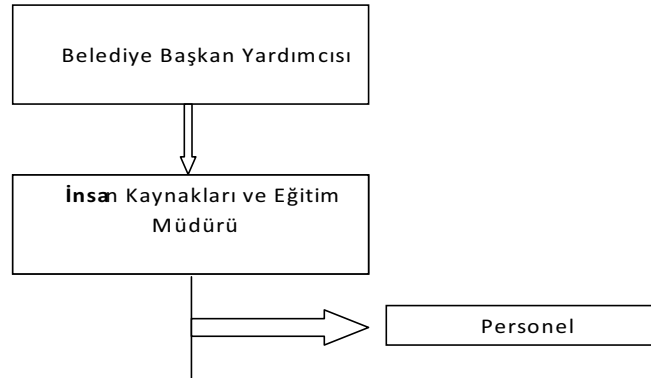 Belediye Başkan Yardımcısı
İnsan Kaynakları ve Eğitim
Müdürü
Personel